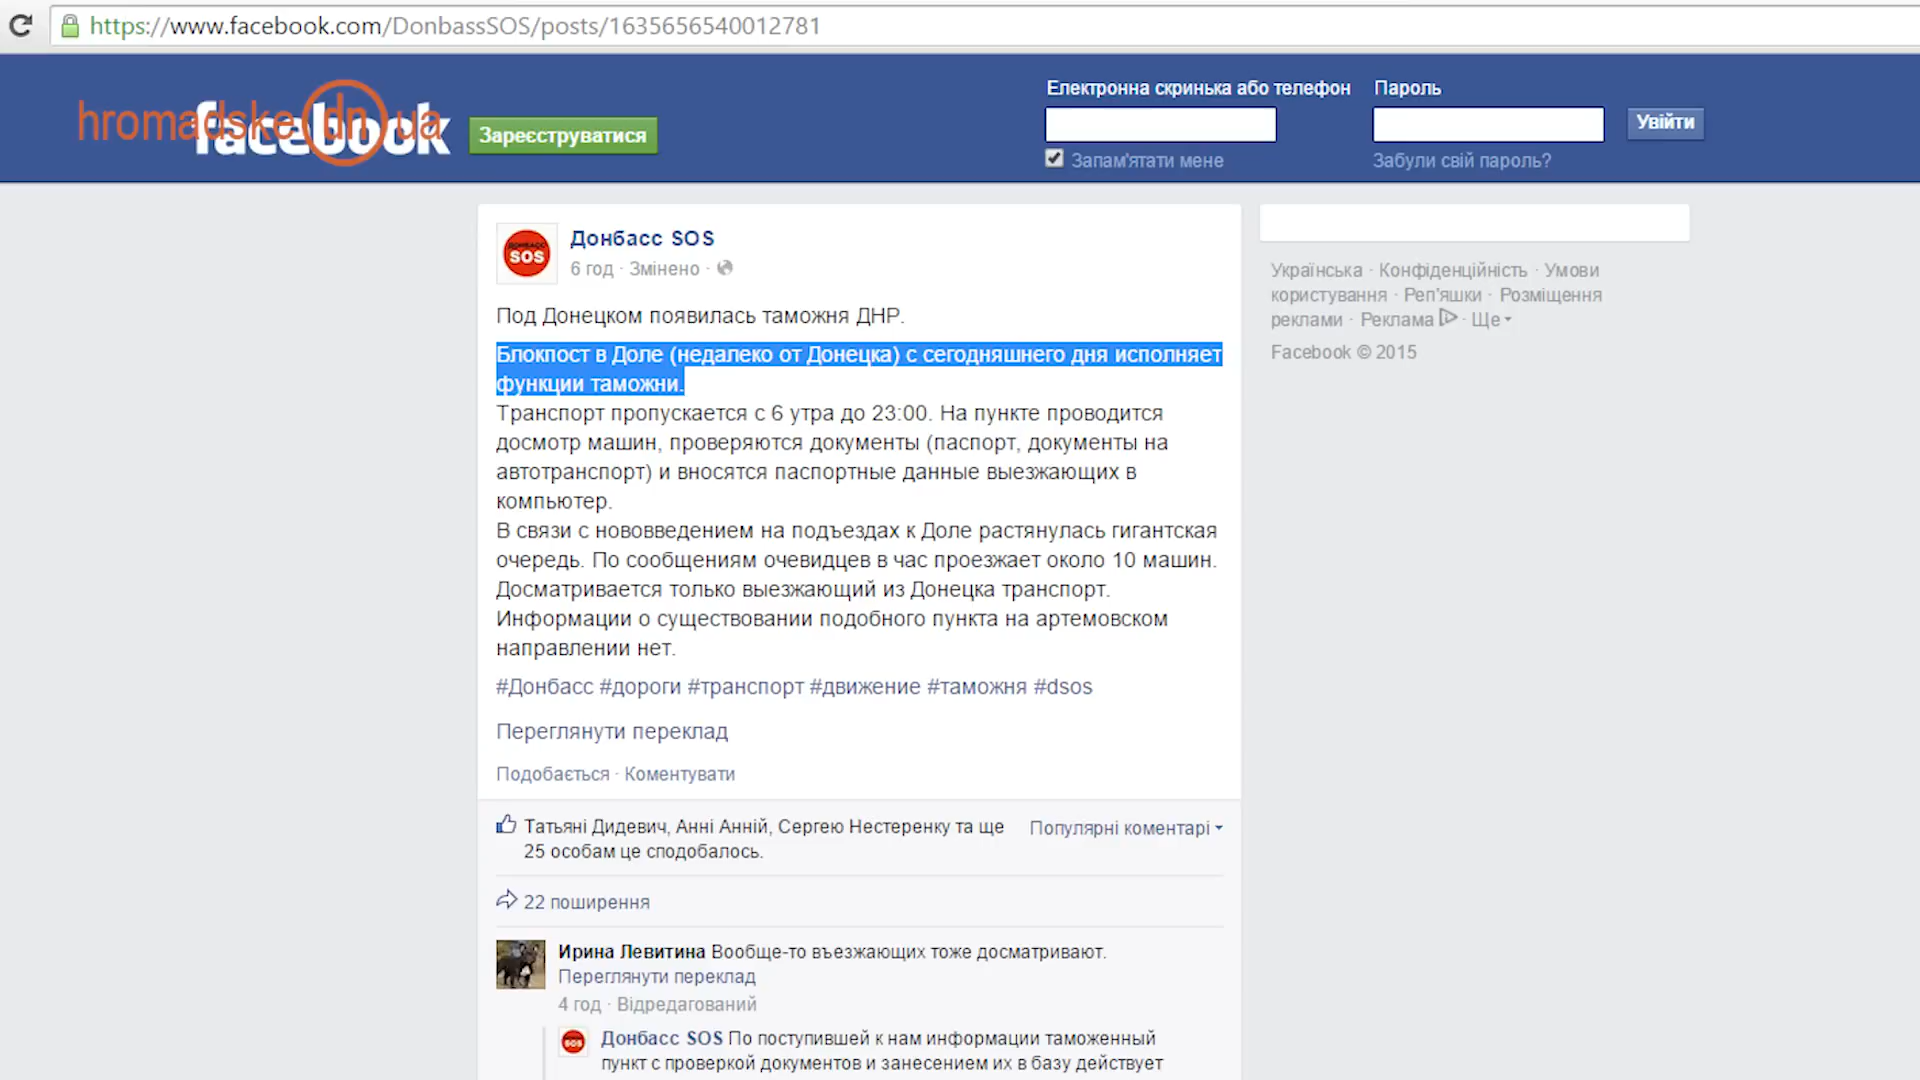 https://www.facebook.com/DonbassSOS/posts/1635656540012781
hromadske dn ua
facebook
Зареєструватися
Електронна скринька або телефон
Пароль
Увійти
Запам'ятати мене
Забули свій пароль?
ДОНБАСС SOS
Донбасс SOS
6 год · Змінено ·
Под Донецком появилась таможня ДНР.
Блокпост в Доле (недалеко от Донецка) с сегодняшнего дня исполняет
функции таможни.
Транспорт пропускается с 6 утра до 23:00. На пункте проводится
досмотр машин, проверяются документы (паспорт, документы на
автотранспорт) и вносятся паспортные данные выезжающих в
компьютер.
В связи с нововведением на подъездах к Доле растянулась гигантская
очередь. По сообщениям очевидцев в час проезжает около 10 машин.
Досматривается только выезжающий из Донецка транспорт.
Информации о существовании подобного пункта на артемовском
направлении нет.
#Донбасс #дороги #транспорт #движение #таможня #dsos
Переглянути переклад
Подобається · Коментувати
Татьяні Дидевич, Анні Анній, Сергею Нестеренку та ще
25 особам це сподобалось.
Популярні коментарі
22 поширення
Ирина Левитина Вообще-то въезжающих тоже досматривают.
Переглянути переклад
4 год · Відредагований
SOS
Донбасс SOS По поступившей к нам информации таможенный
пункт с проверкой документов и занесением их в базу действует
Українська · Конфіденційність · Умови
користування · Реп'яшки · Розміщення
реклами · Реклама · Ще
Facebook © 2015